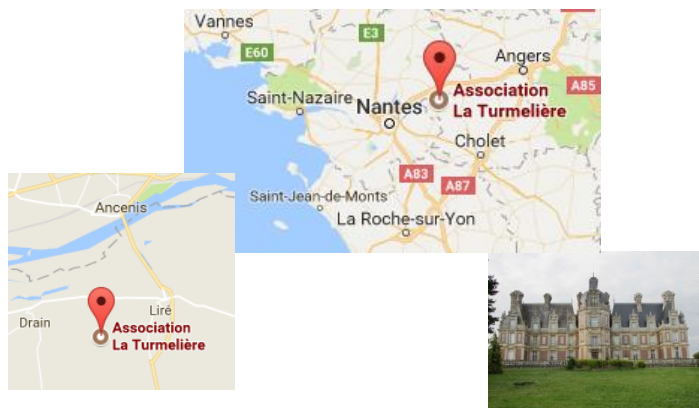 Vannes
E3
E60
Angers
A85
Saint-Nazaire
Nantes
Association
La Turmelière
Cholet
A83
A87
Saint-Jean-de-Monts
La Roche-sur-Yon
Ancenis
Liré
Drain
Association
La Turmelière